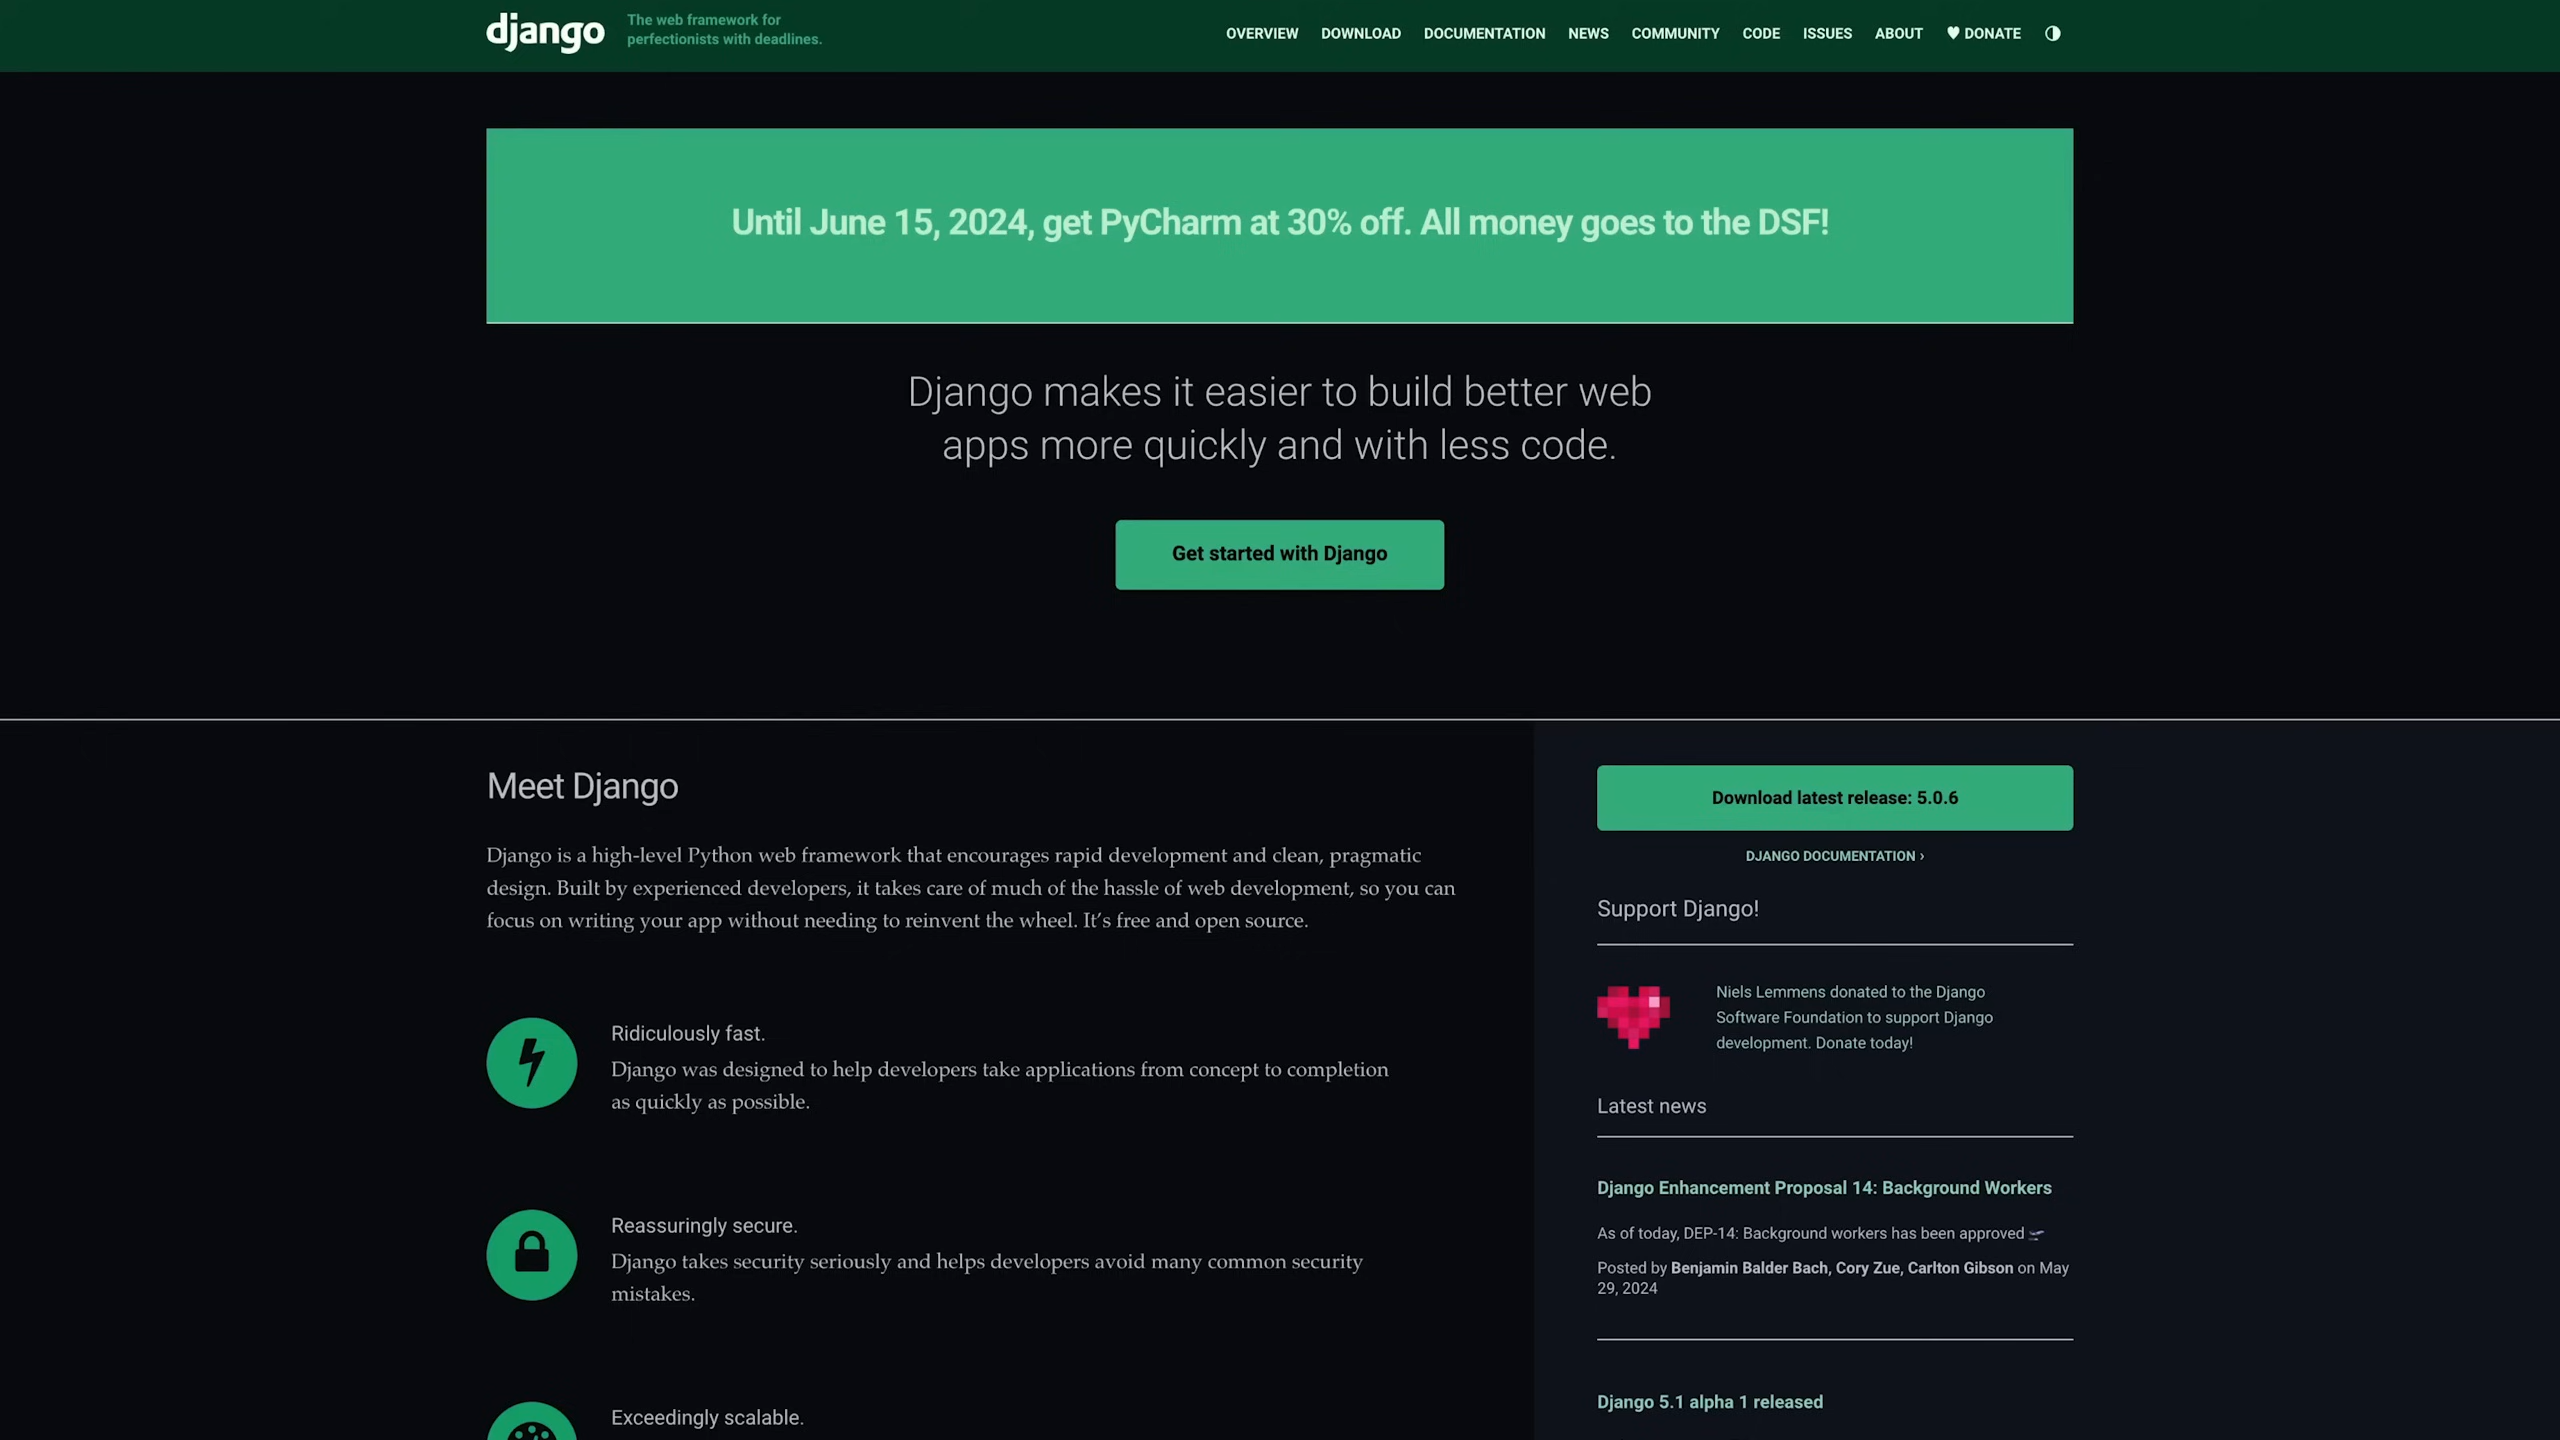 django
The web framework for
perfectionists with deadlines.
OVERVIEW DOWNLOAD DOCUMENTATION NEWS COMMUNITY CODE ISSUES ABOUT ♥ DONATE
Until June 15, 2024, get PyCharm at 30% off. All money goes to the DSF!
Django makes it easier to build better web
apps more quickly and with less code.
Get started with Django
Meet Django
Django is a high-level Python web framework that encourages rapid development and clean, pragmatic
design. Built by experienced developers, it takes care of much of the hassle of web development, so you can
focus on writing your app without needing to reinvent the wheel. It’s free and open source.
Ridiculously fast.
Django was designed to help developers take applications from concept to completion
as quickly as possible.
Reassuringly secure.
Django takes security seriously and helps developers avoid many common security
mistakes.
Exceedingly scalable.
Download latest release: 5.0.6
DJANGO DOCUMENTATION ›
Support Django!
Niels Lemmens donated to the Django
Software Foundation to support Django
development. Donate today!
Latest news
Django Enhancement Proposal 14: Background Workers
As of today, DEP-14: Background workers has been approved 🛫
Posted by Benjamin Balder Bach, Cory Zue, Carlton Gibson on May
29, 2024
Django 5.1 alpha 1 released